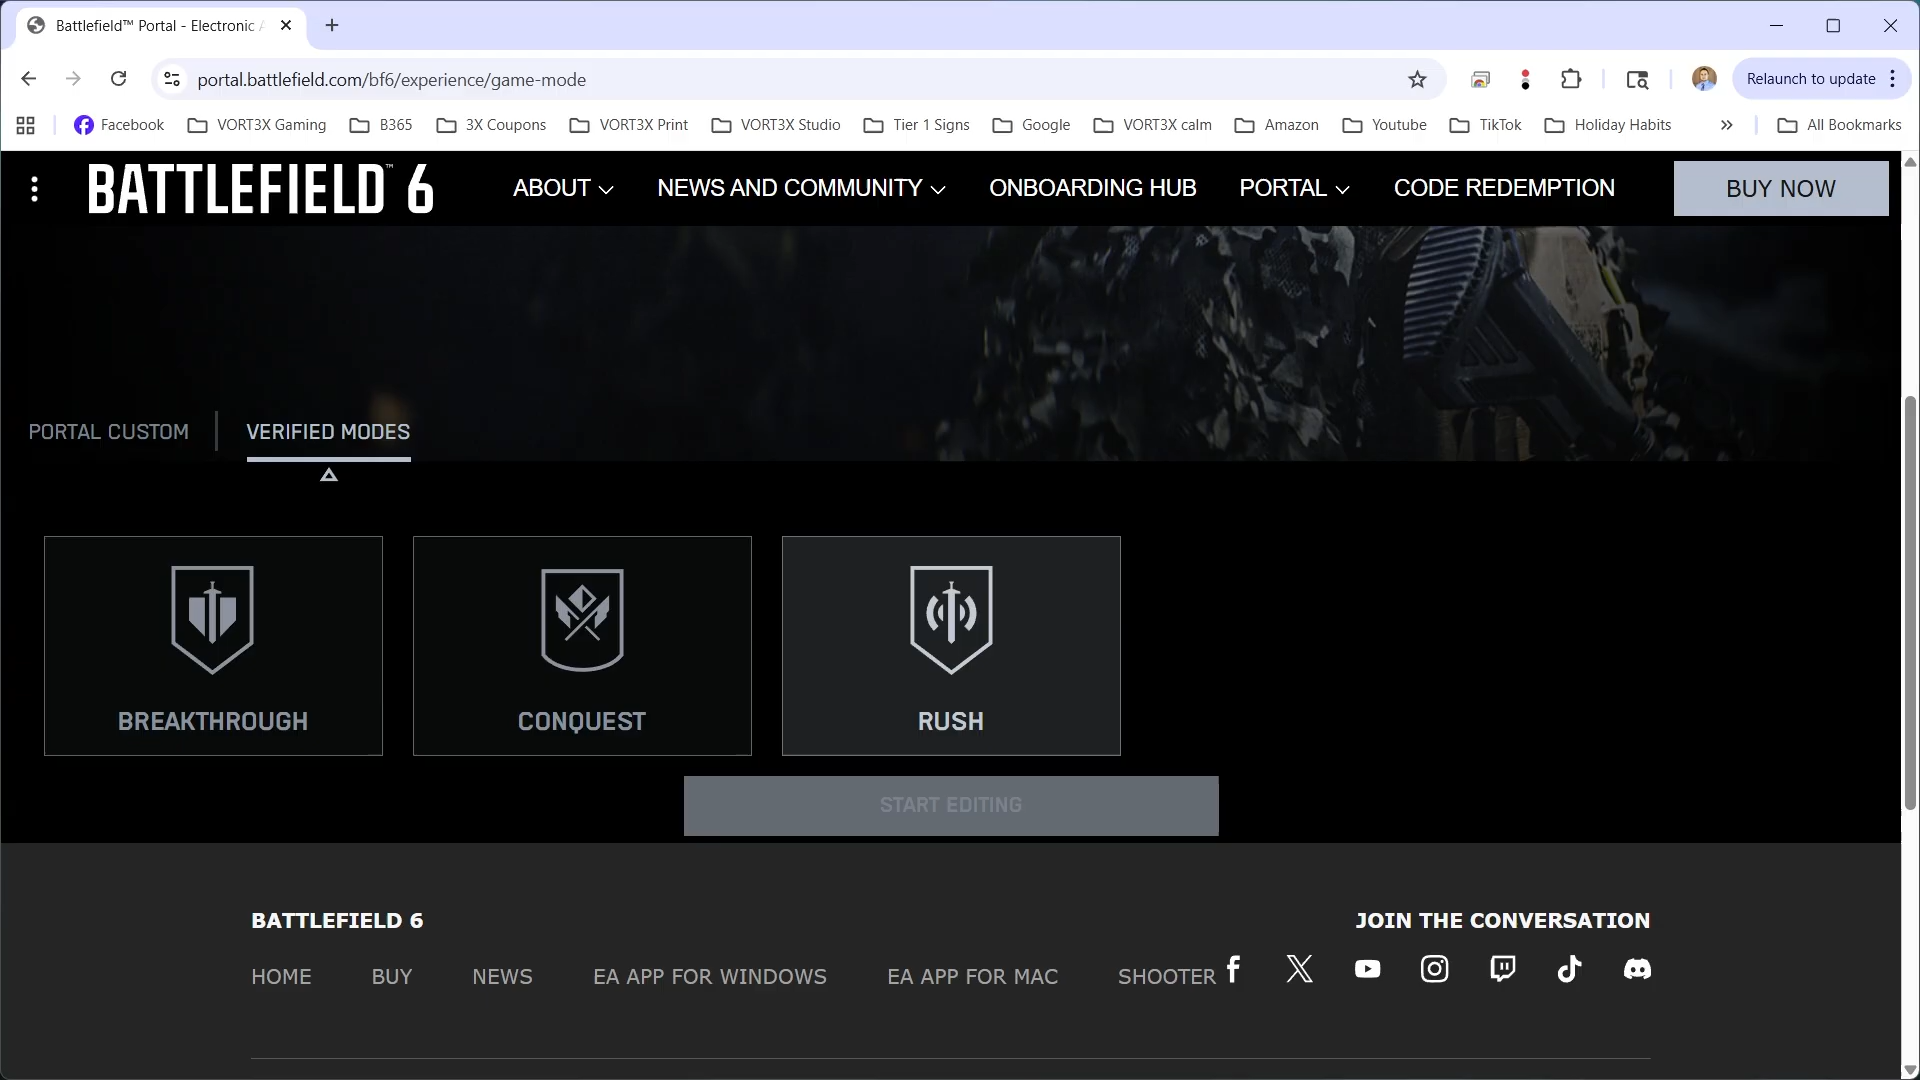 Battlefield™ Portal - Electronic A
portal.battlefield.com/bf6/experience/game-mode
Relaunch to update
Facebook VORT3X Gaming B365 3X Coupons VORT3X Print VORT3X Studio Tier 1 Signs Google VORT3X calm Amazon Youtube TikTok Holiday Habits » All Bookmarks
BATTLEFIELD™ 6 ABOUT NEWS AND COMMUNITY ONBOARDING HUB PORTAL CODE REDEMPTION BUY NOW
PORTAL CUSTOM VERIFIED MODES
BREAKTHROUGH CONQUEST RUSH
START EDITING
BATTLEFIELD 6 JOIN THE CONVERSATION
HOME BUY NEWS EA APP FOR WINDOWS EA APP FOR MAC SHOOTER